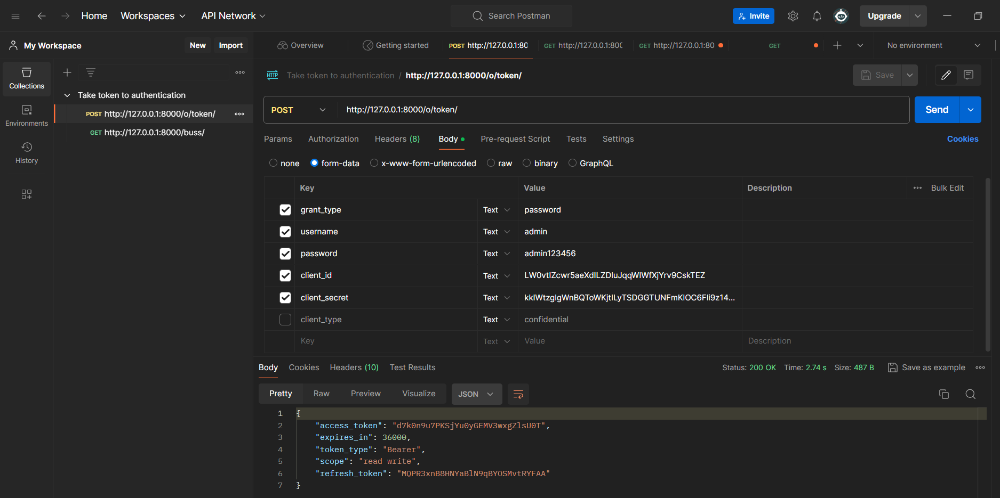 Home
Workspaces
API Network
Search Postman
Invite
Upgrade
My Workspace
New
Import
Overview
Getting started
POST http://127.0.0.1:80
GET http://127.0.0.1:800
GET http://127.0.0.1:80
GET
No environment
Collections
Environments
History
Take token to authentication
POST http://127.0.0.1:8000/o/token/
GET http://127.0.0.1:8000/buss/
HTTP Take token to authentication / http://127.0.0.1:8000/o/token/
Save
POST http://127.0.0.1:8000/o/token/
Send
Params Authorization Headers (8) Body Pre-request Script Tests Settings
Cookies
none form-data x-www-form-urlencoded raw binary GraphQL
Key Value Description Bulk Edit
grant_type Text password
username Text admin
password Text admin123456
client_id Text
client_secret Text
client_type Text confidential
Key Text Value Description
Body Cookies Headers (10) Test Results
Status: 200 OK Time: 2.74 s Size: 487 B Save as example
Pretty Raw Preview Visualize JSON
1 {
2 "access_token": "d7k0n9u7PKSjYu0yGEMV3wxgZlsU0T",
3 "expires_in": 36000,
4 "token_type": "Bearer",
5 "scope": "read write",
6 "refresh_token": "MQPR3xnB8HNYaBlN9qBYOSMvtRYFAA"
7 }